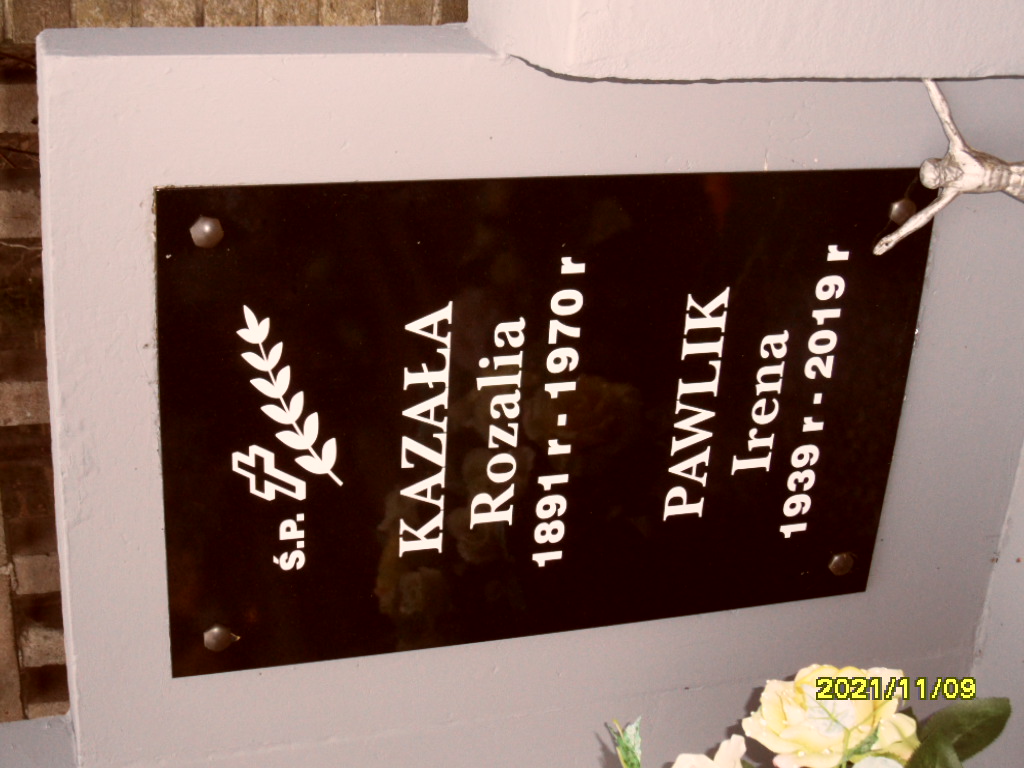 Ś.P.
KAZAŁA
Rozalia
1891 r - 1970 r
PAWLIK
Irena
1939 r - 2019 r
2021/11/09